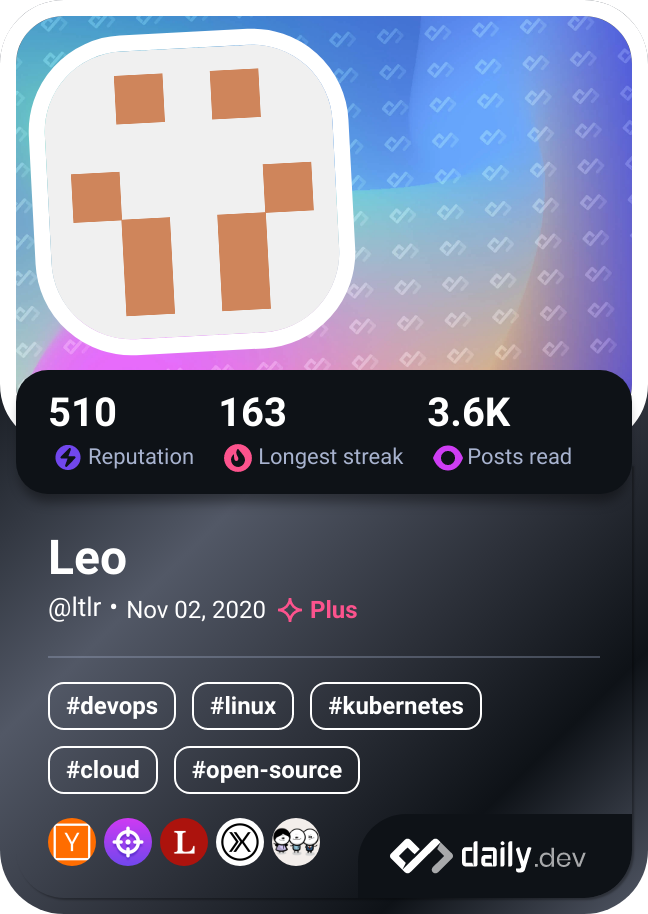 510 163 3.6K
Reputation Longest streak Posts read
Leo
@ltlr • Nov 02, 2020 Plus
#devops #linux #kubernetes
#cloud #open-source
Y L
daily.dev